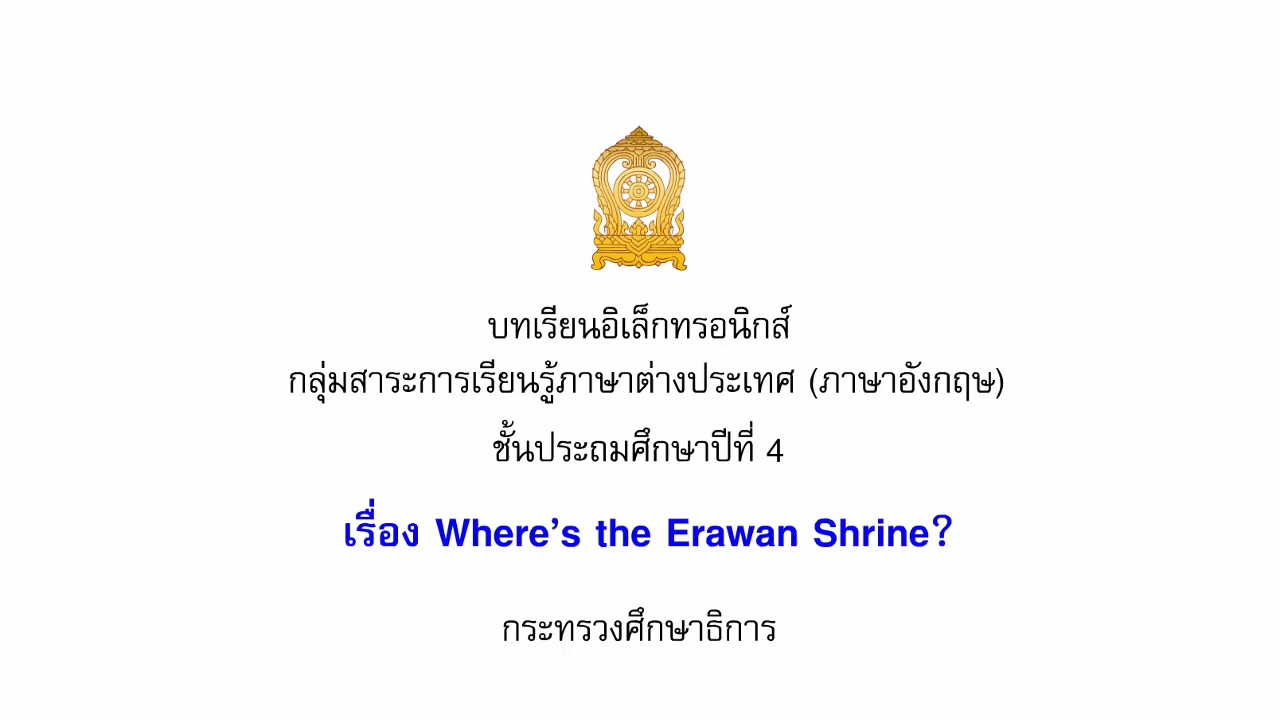 บทเรียนอิเล็กทรอนิกส์
กลุ่มสาระการเรียนรู้ภาษาต่างประเทศ (ภาษาอังกฤษ)
ชั้นประถมศึกษาปีที่ 4
เรื่อง Where’s the Erawan Shrine?
กระทรวงศึกษาธิการ